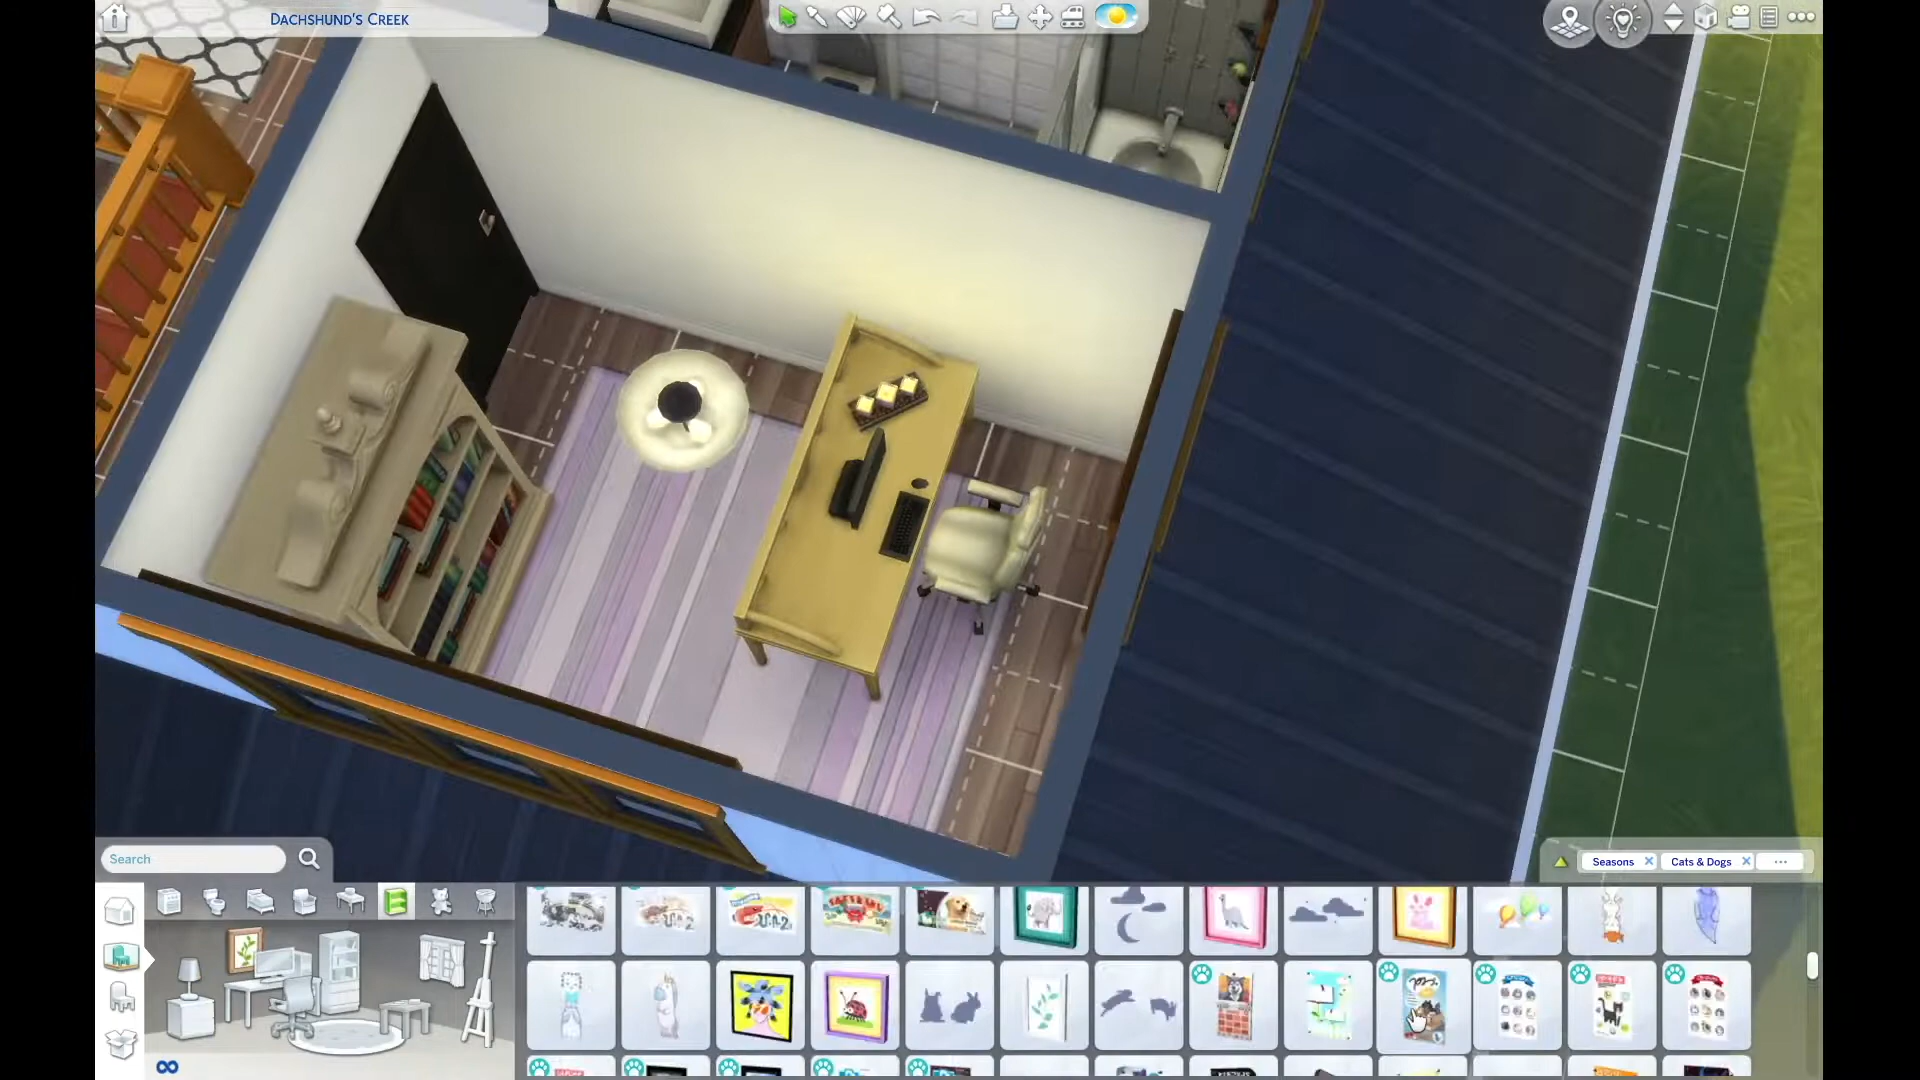 Dachshund's Creek
Search
Seasons
Cats & Dogs
...